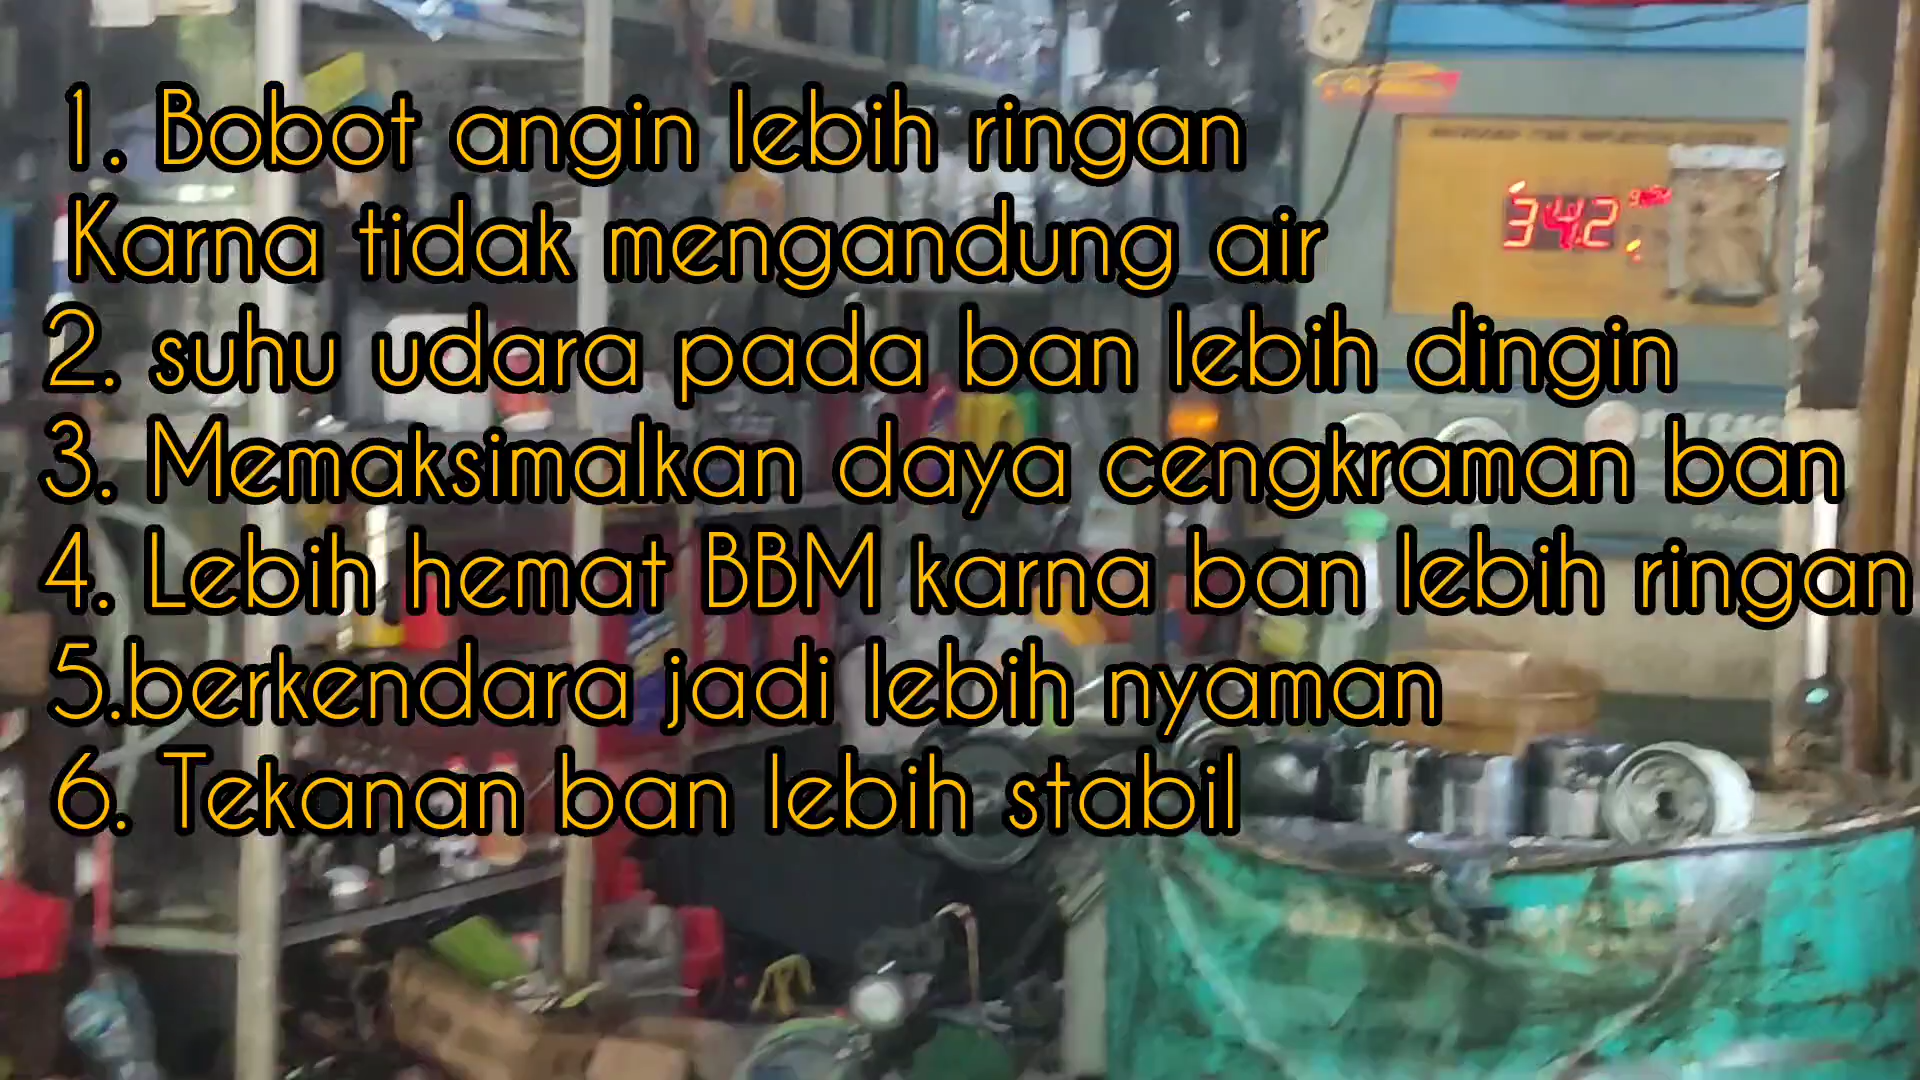 1. Bobot angin lebih ringan
Karna tidak mengandung air
2. suhu udara pada ban lebih dingin
3. Memaksimalkan daya cengkraman ban
4. Lebih hemat BBM karna ban lebih ringan
5.berkendara jadi lebih nyaman
6. Tekanan ban lebih stabil
342